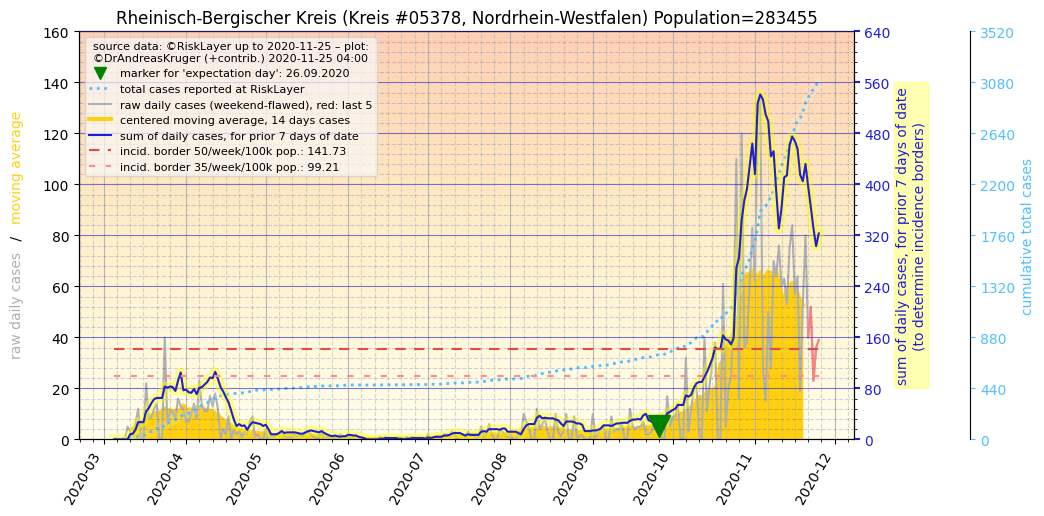 Rheinisch-Bergischer Kreis (Kreis #05378, Nordrhein-Westfalen) Population=283455
source data: ©RiskLayer up to 2020-11-25 – plot:
©DrAndreasKruger (+contrib.) 2020-11-25 04:00
marker for 'expectation day': 26.09.2020
total cases reported at RiskLayer
raw daily cases (weekend-flawed), red: last 5
centered moving average, 14 days cases
sum of daily cases, for prior 7 days of date
incid. border 50/week/100k pop.: 141.73
incid. border 35/week/100k pop.: 99.21
raw daily cases / moving average
160
140
120
100
80
60
40
20
0
640
560
480
400
320
240
160
80
0
sum of daily cases, for prior 7 days of date
(to determine incidence borders)
3520
3080
2640
2200
1760
1320
880
440
0
cumulative total cases
2020-03
2020-04
2020-05
2020-06
2020-07
2020-08
2020-09
2020-10
2020-11
2020-12